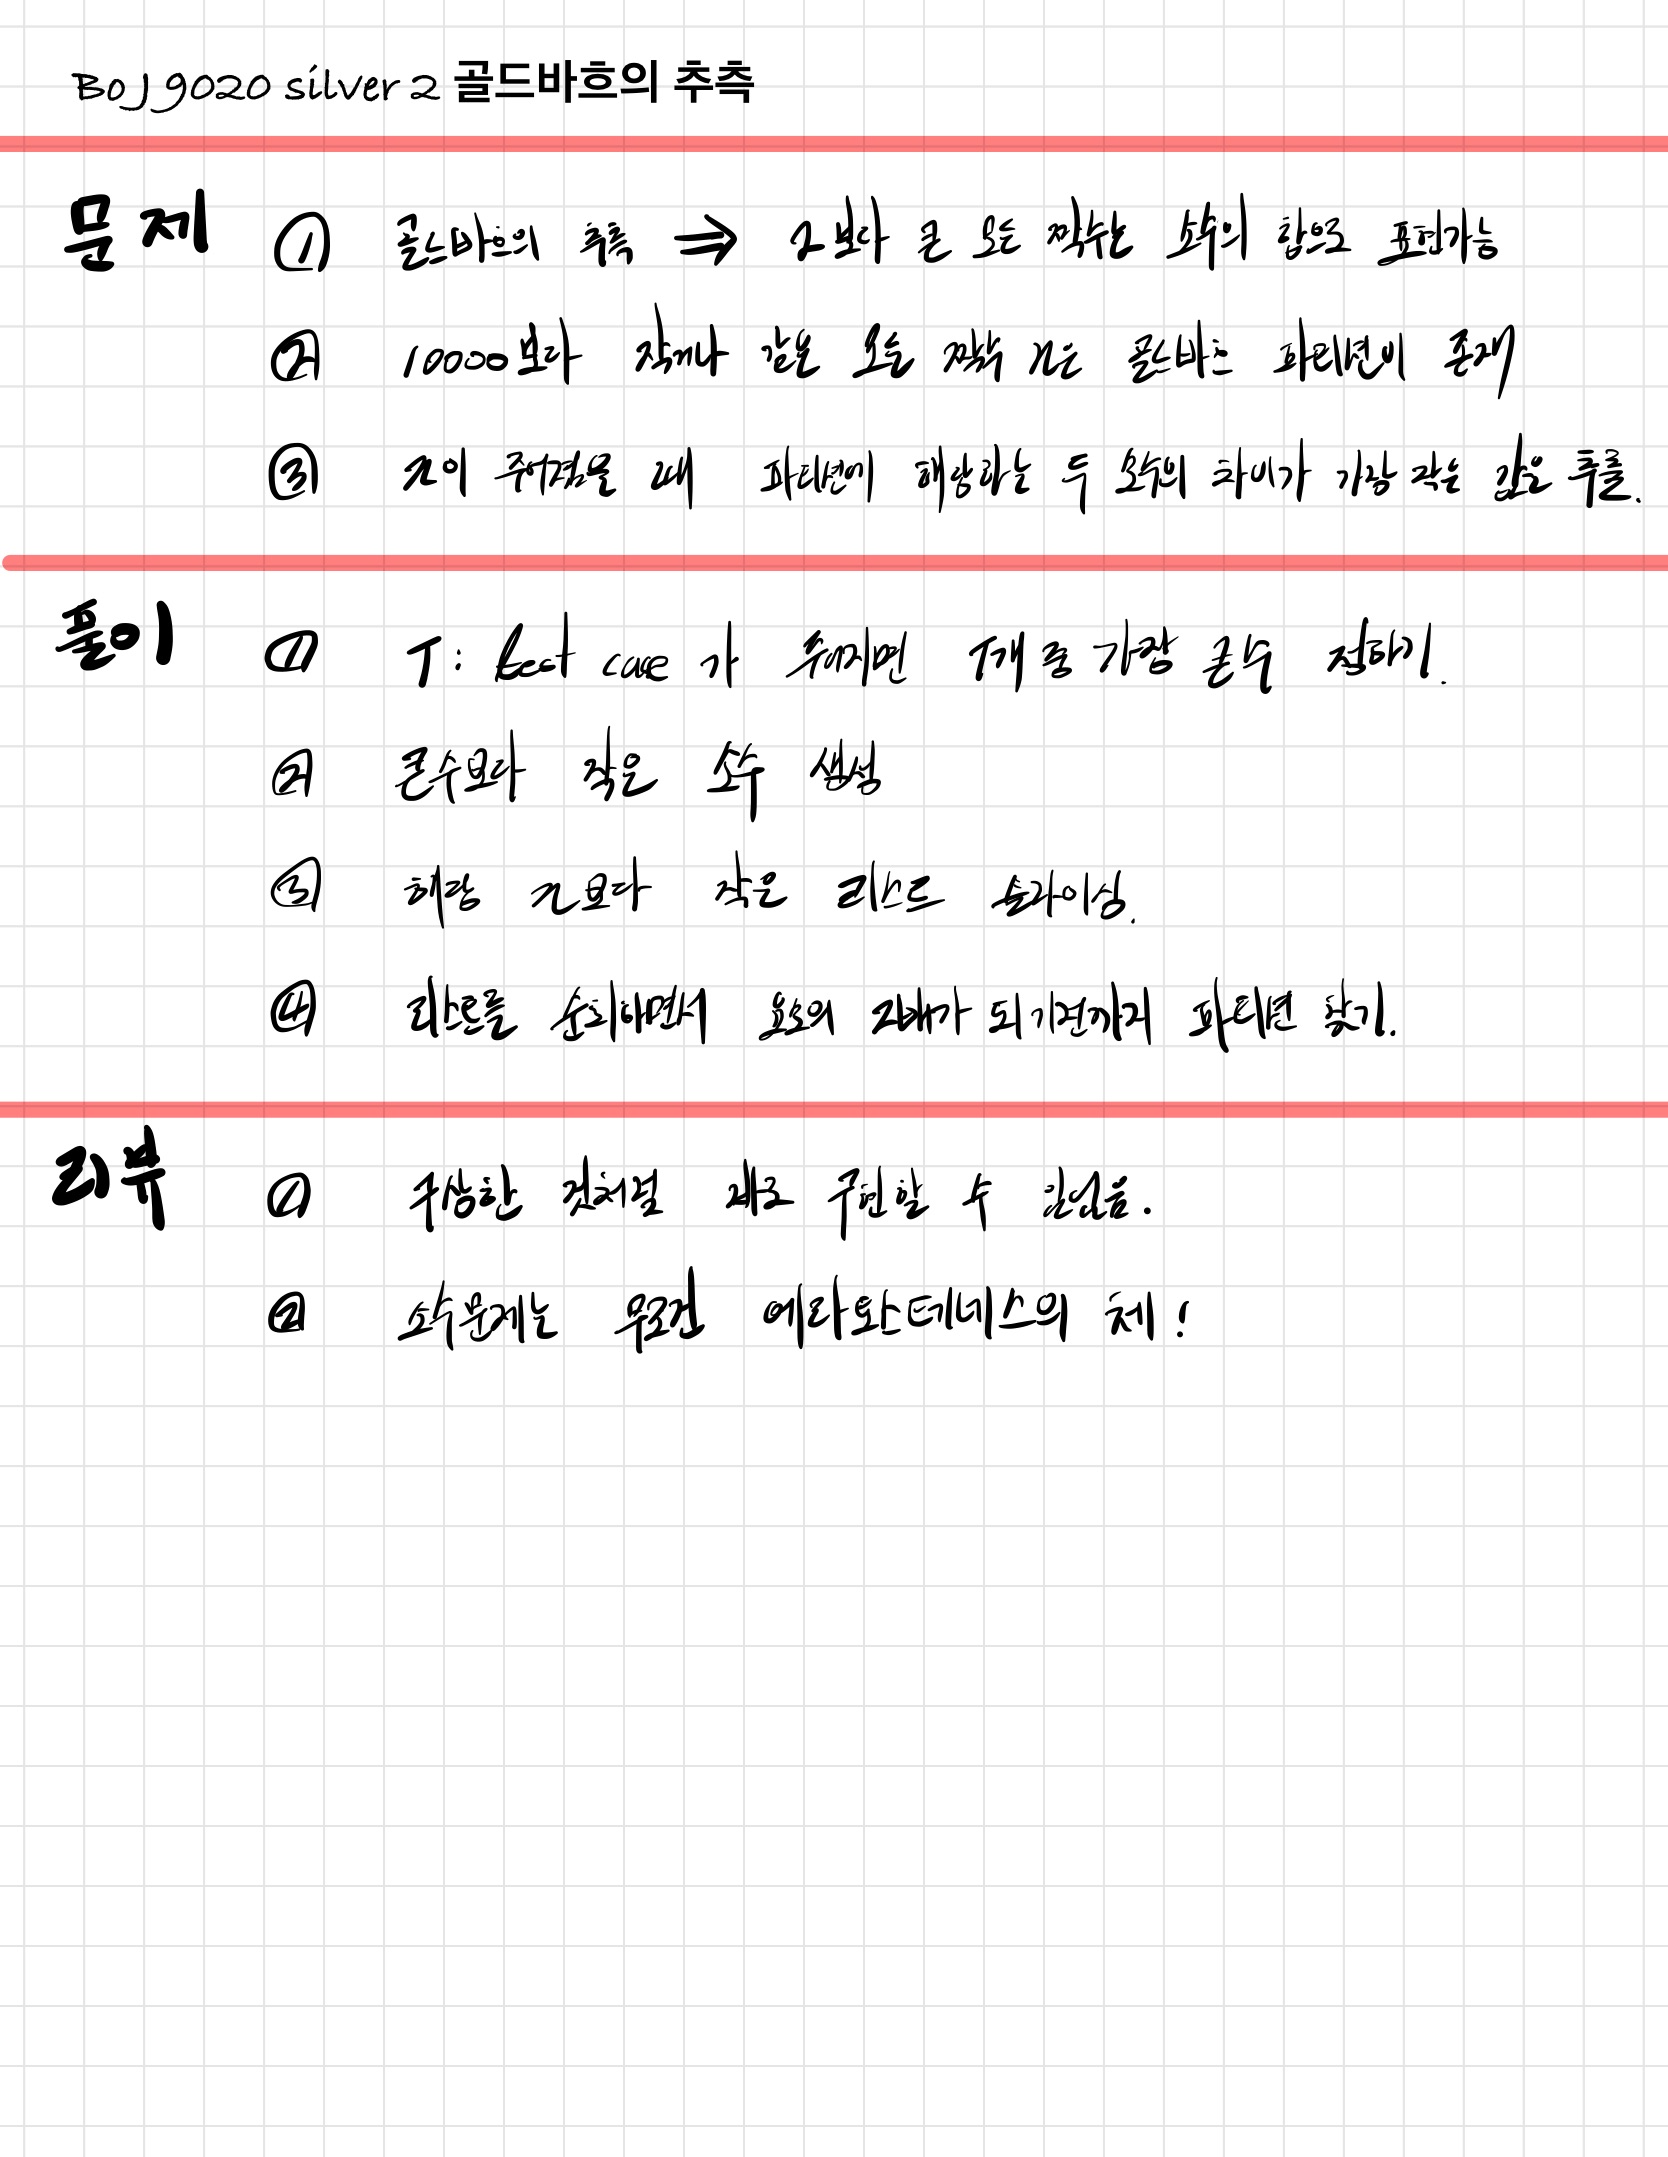 BOJ 9020 silver 2 골드바흐의 추측
문제 ① 골드바흐의 추측 ⇒ 2보다 큰 모든 짝수는 소수의 합으로 표현가능
② 10000보다 작거나 같은 모든 짝수 n은 골드바흐 파티션이 존재
③ n이 주어졌을 때 파티션에 해당하는 두 소수의 차이가 가장 작은 값을 추출.
풀이 ① T: test case가 주어지면 T개 중 가장 큰수 정하기.
② 큰수보다 작은 소수 생성
③ 해당 n보다 작은 리스트 슬라이싱.
④ 리스트를 순회하면서 요소의 2배가 되기전까지 파티션 찾기.
리뷰 ① 구상한 것처럼 제대로 구현할 수 있었음.
② 소수문제는 무조건 에라토스테네스의 체!